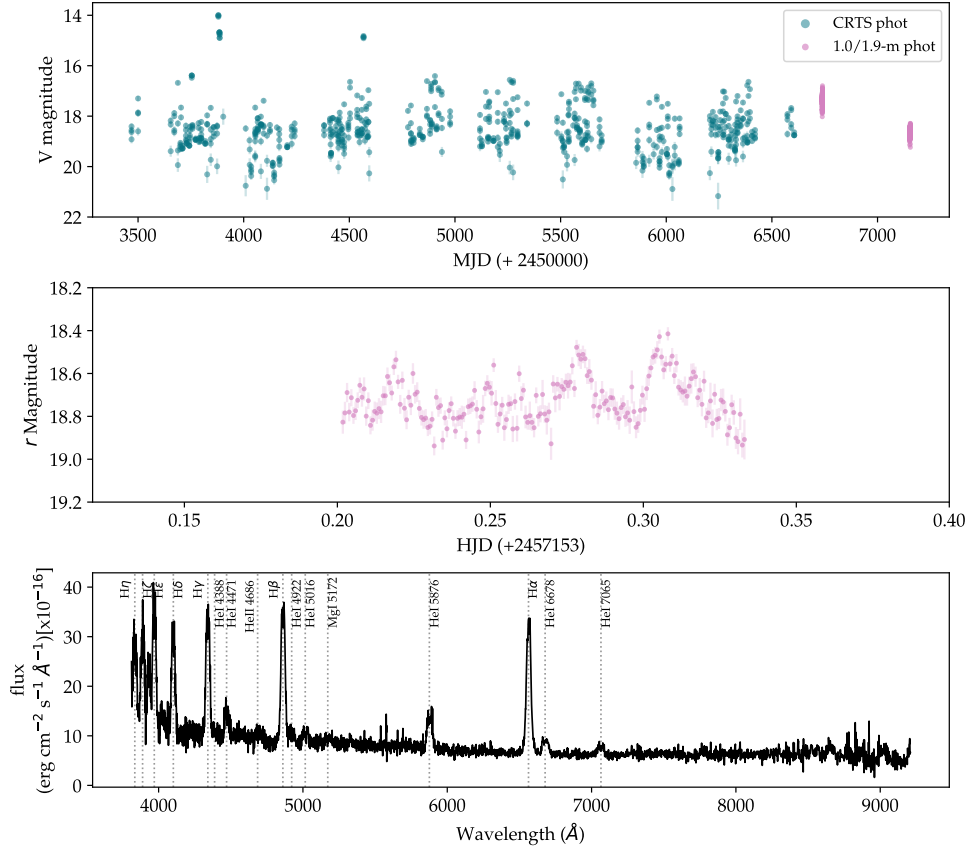 14
16
18
20
22
V magnitude
CRTS phot
1.0/1.9-m phot
3500 4000 4500 5000 5500 6000 6500 7000
MJD (+ 2450000)
18.2
18.4
18.6
18.8
19.0
19.2
r Magnitude
0.15 0.20 0.25 0.30 0.35 0.40
HJD (+2457153)
40
30
20
10
0
flux
(erg cm⁻² s⁻¹ Å⁻¹)[x10⁻¹⁶)
Hη
Hζ
Hε
Hδ
Hγ
HeI 4388
HeI 4471
HeII 4686
Hβ
HeI 4922
HeI 5016
MgI 5172
HeI 5876
Hα
HeI 6678
HeI 7065
4000 5000 6000 7000 8000 9000
Wavelength (Å)